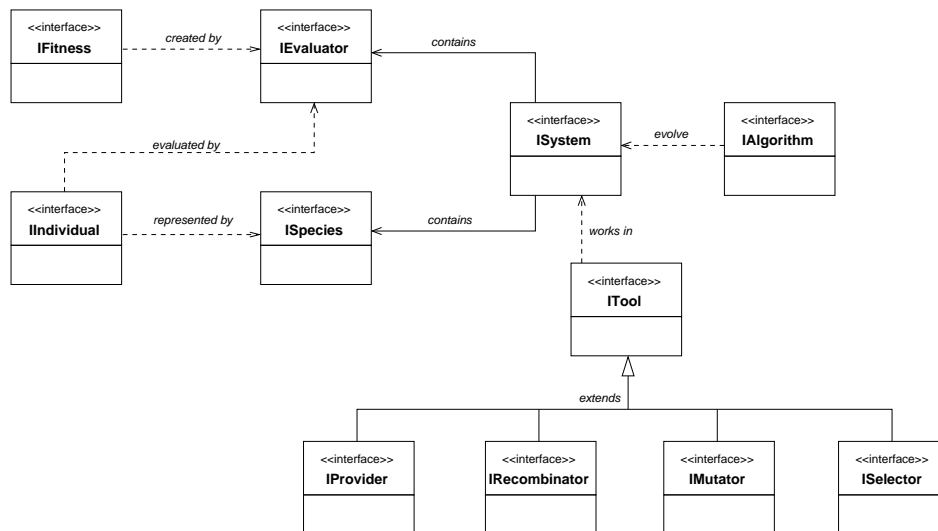 <<interface>>
IFitness
created by
<<interface>>
IEvaluator
contains
<<interface>>
ISystem
evolve
<<interface>>
IAlgorithm
evaluated by
<<interface>>
IIndividual
represented by
<<interface>>
ISpecies
contains
works in
<<interface>>
ITool
extends
<<interface>>
IProvider
<<interface>>
IRecombinator
<<interface>>
IMutator
<<interface>>
ISelector